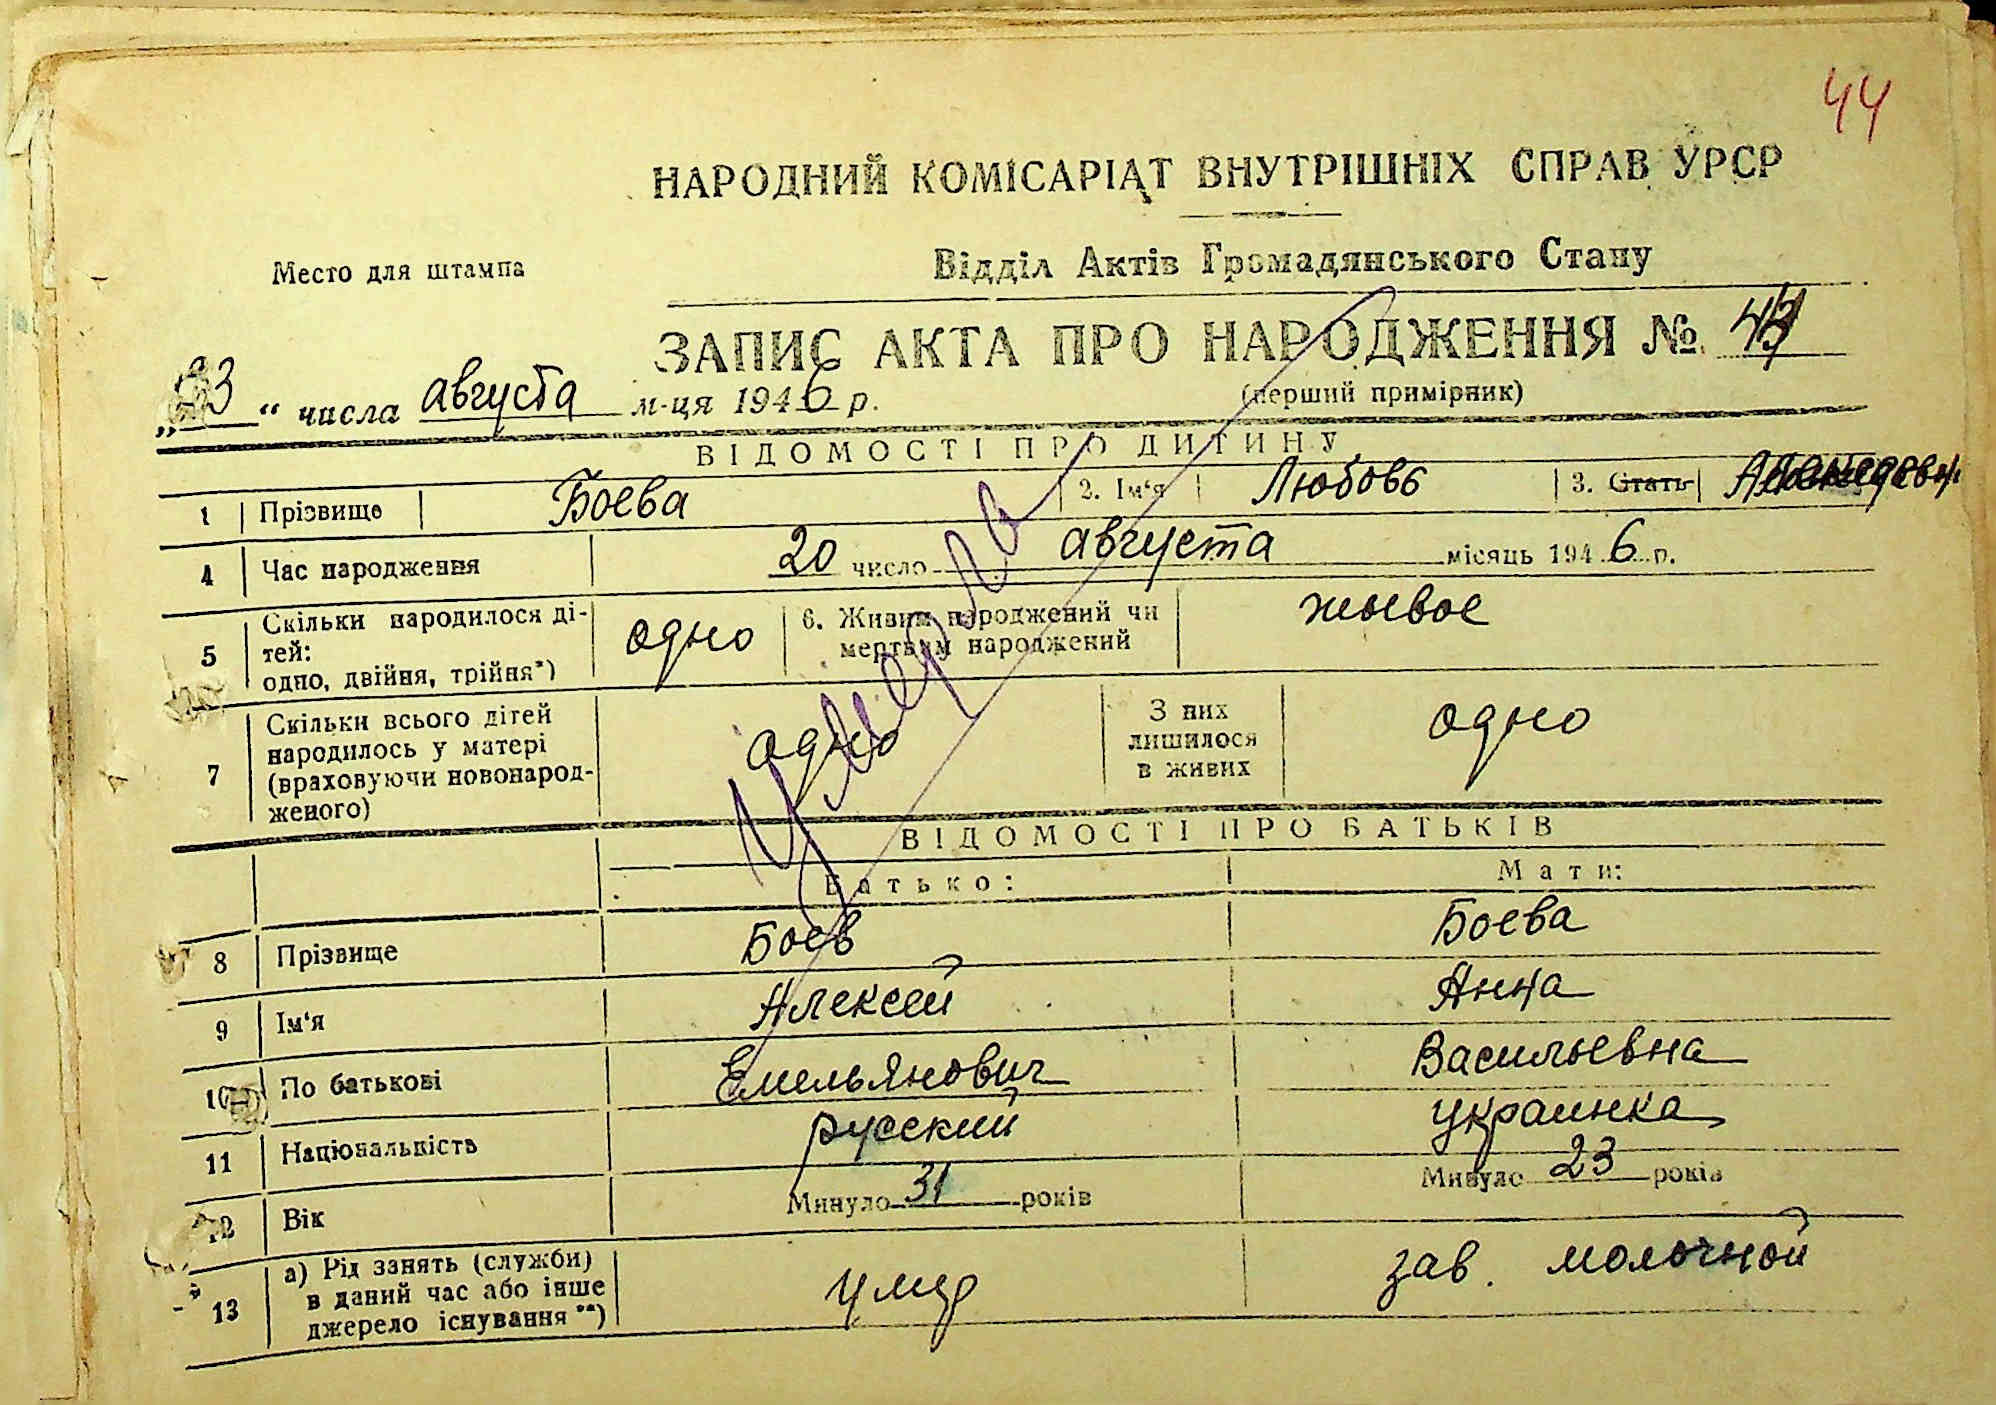 44
НАРОДНИЙ КОМІСАРІАТ ВНУТРІШНІХ СПРАВ УРСР
Место для штампа
Відділ Актів Громадянського Стану
ЗАПИС АКТА ПРО НАРОДЖЕННЯ №
(перший примірник)
„23“ числа августа м-ця 1946 р.
ВІДОМОСТІ ПРО ДИТИНУ
1 Прізвище Боева 2. Ім‘я Любовь 3. Стать
4 Час народження 20 число августа місяць 1946 р.
5 Скільки народилося ді-
тей:
одно, двійня, трійня*) одно 6. Живим народжений чи
мертвим народжений живое
7 Скільки всього дітей
народилось у матері
(враховуючи новонарод-
женого) одно З них
лишилося
в живих одно
Умерла
ВІДОМОСТІ ПРО БАТЬКІВ
Батько: Мати:
8 Прізвище Боев Боева
9 Ім‘я Алексей Анна
10 По батькові Емельянович Васильевна
11 Національність русский украинка
12 Вік Минуло 31 років Минуло 23 років
13 а) Рід занять (служби)
в даний час або інше
джерело існування **) умер зав. молочной